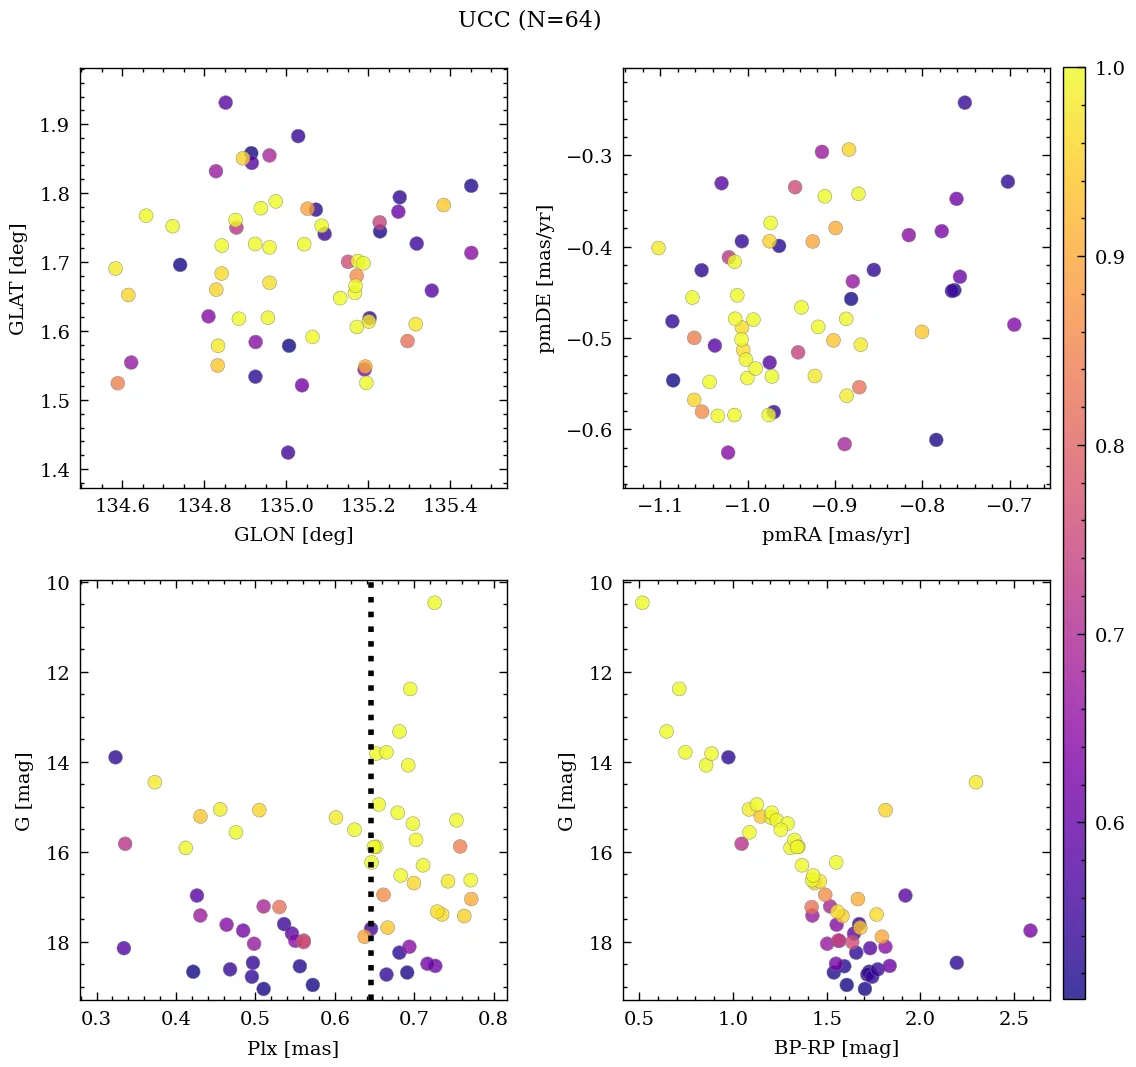 UCC (N=64)
1.9
1.8
1.7
1.6
1.5
1.4
GLAT [deg]
134.6 134.8 135.0 135.2 135.4
GLON [deg]
−0.3
−0.4
−0.5
−0.6
pmDE [mas/yr]
−1.1 −1.0 −0.9 −0.8 −0.7
pmRA [mas/yr]
1.0
0.9
0.8
0.7
0.6
10
12
14
16
18
G [mag]
0.3 0.4 0.5 0.6 0.7 0.8
Plx [mas]
10
12
14
16
18
G [mag]
0.5 1.0 1.5 2.0 2.5
BP-RP [mag]